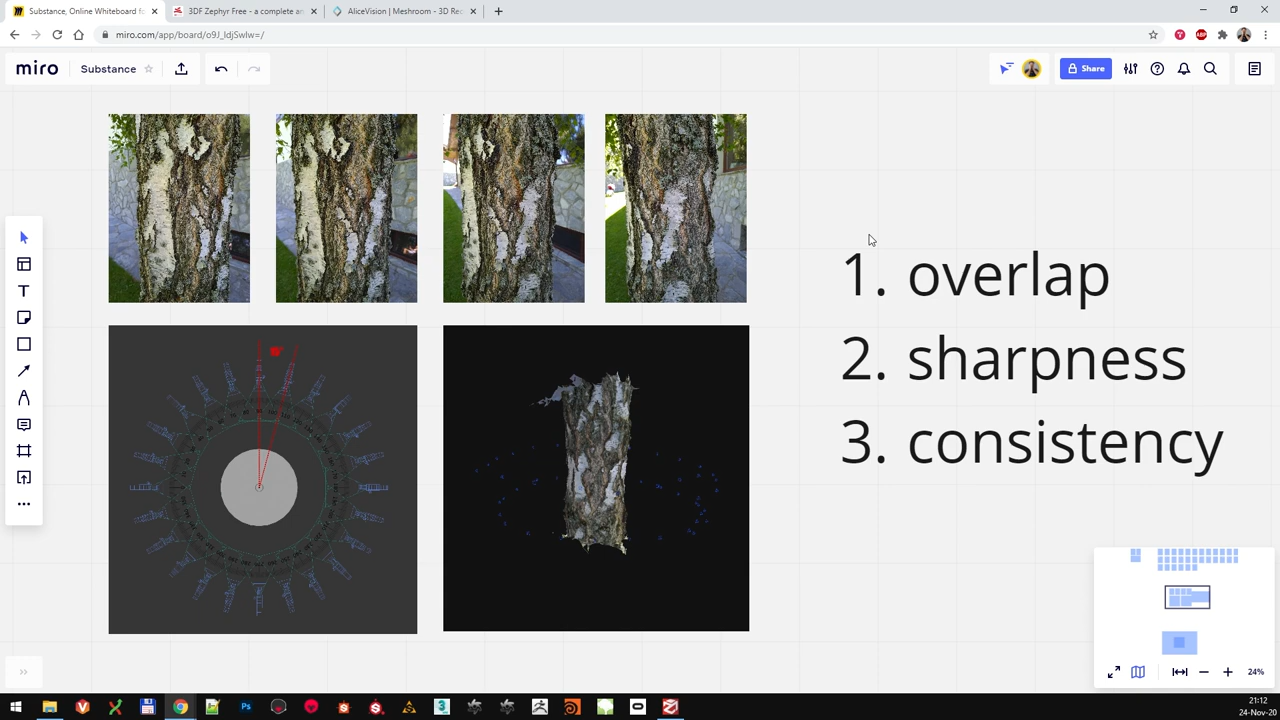 Substance, Online Whiteboard fo
3DF Zephyr Free - a complete an
AliceVision | Meshroom - 3D Rec
miro.com/app/board/o9J_ldjSwlw=/
miro
Substance
Share
1. overlap
2. sharpness
3. consistency
24%
21:12
24-Nov-20